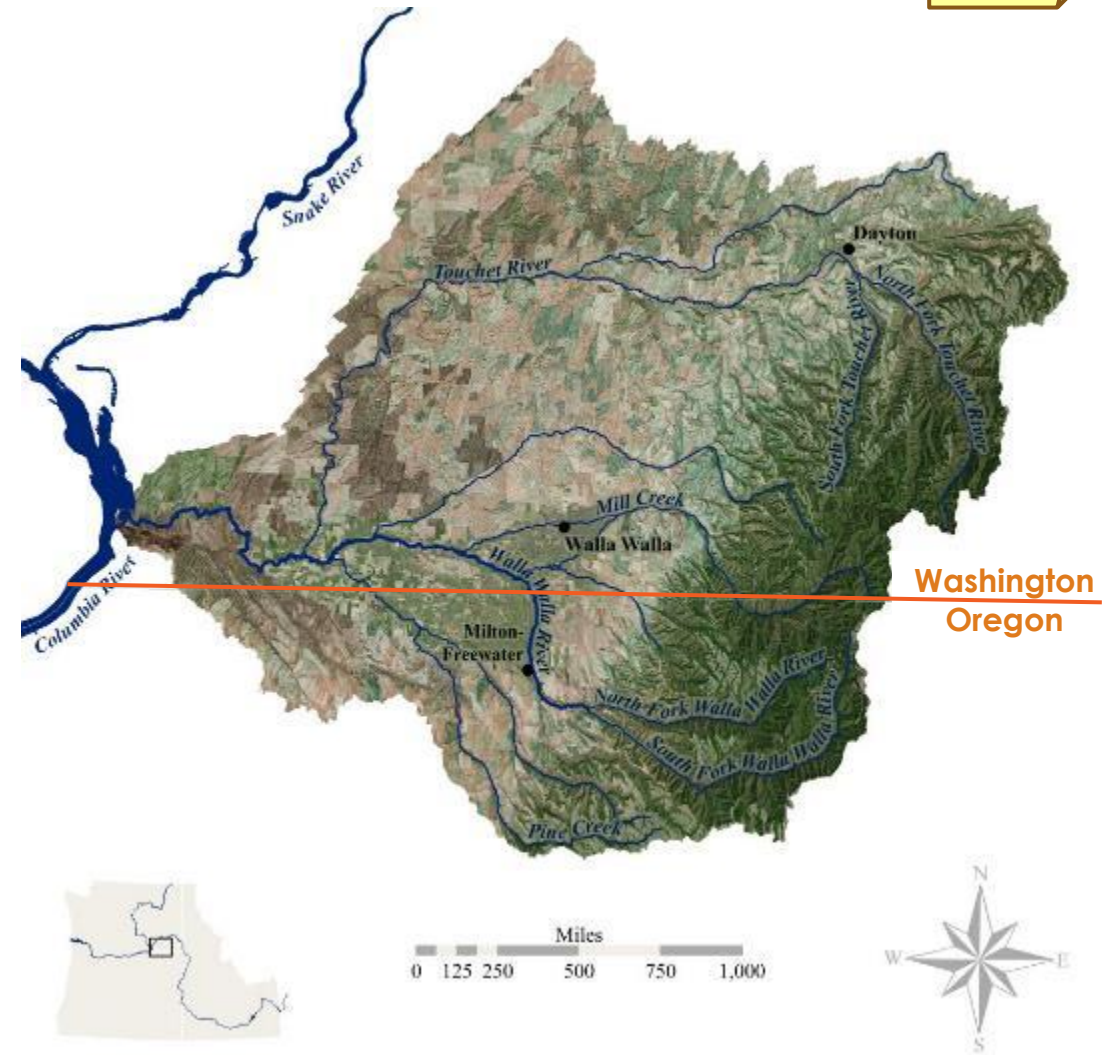 Snake River
Dayton
Touchet River
North Fork Touchet River
South Fork Touchet River
Mill Creek
Walla Walla
Walla Walla River
Washington
Oregon
Columbia River
Milton-
Freewater
North Fork Walla Walla River
South Fork Walla Walla River
Pine Creek
Miles
0 125 250 500 750 1,000
N
W E
S